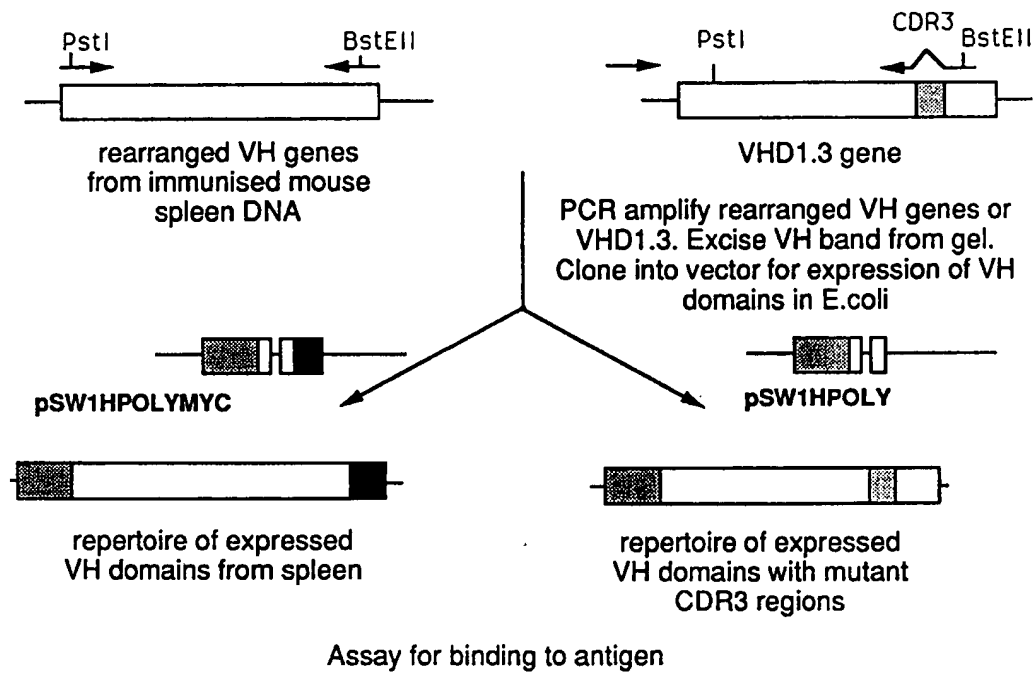 PstI
BstEII
rearranged VH genes
from immunised mouse
spleen DNA
CDR3
PstI
BstEII
VHD1.3 gene
PCR amplify rearranged VH genes or
VHD1.3. Excise VH band from gel.
Clone into vector for expression of VH
domains in E.coli
pSW1HPOLYMYC
pSW1HPOLY
repertoire of expressed
VH domains from spleen
repertoire of expressed
VH domains with mutant
CDR3 regions
Assay for binding to antigen